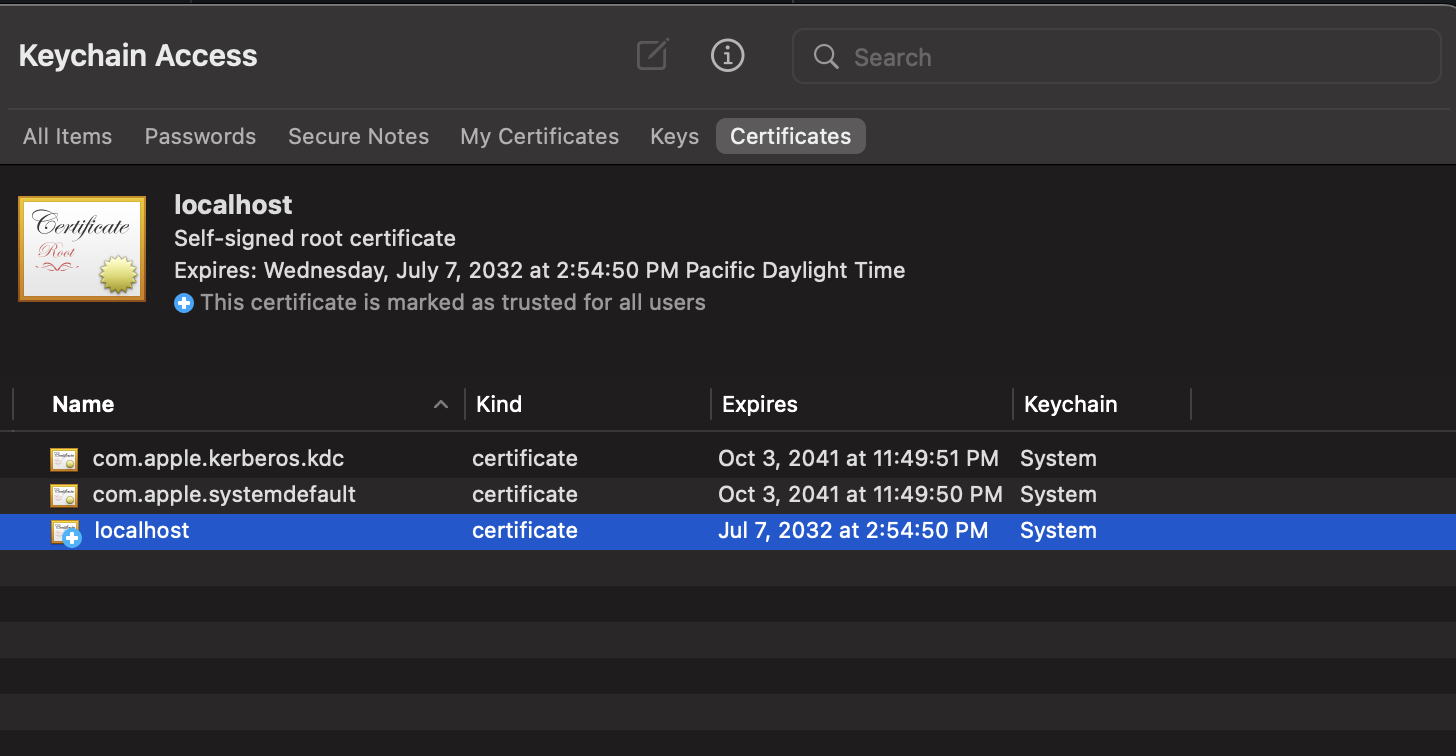 Keychain Access
Search
All Items Passwords Secure Notes My Certificates Keys Certificates
Certificate
Root
localhost
Self-signed root certificate
Expires: Wednesday, July 7, 2032 at 2:54:50 PM Pacific Daylight Time
This certificate is marked as trusted for all users
Name Kind Expires Keychain
com.apple.kerberos.kdc certificate Oct 3, 2041 at 11:49:51 PM System
com.apple.systemdefault certificate Oct 3, 2041 at 11:49:50 PM System
localhost certificate Jul 7, 2032 at 2:54:50 PM System